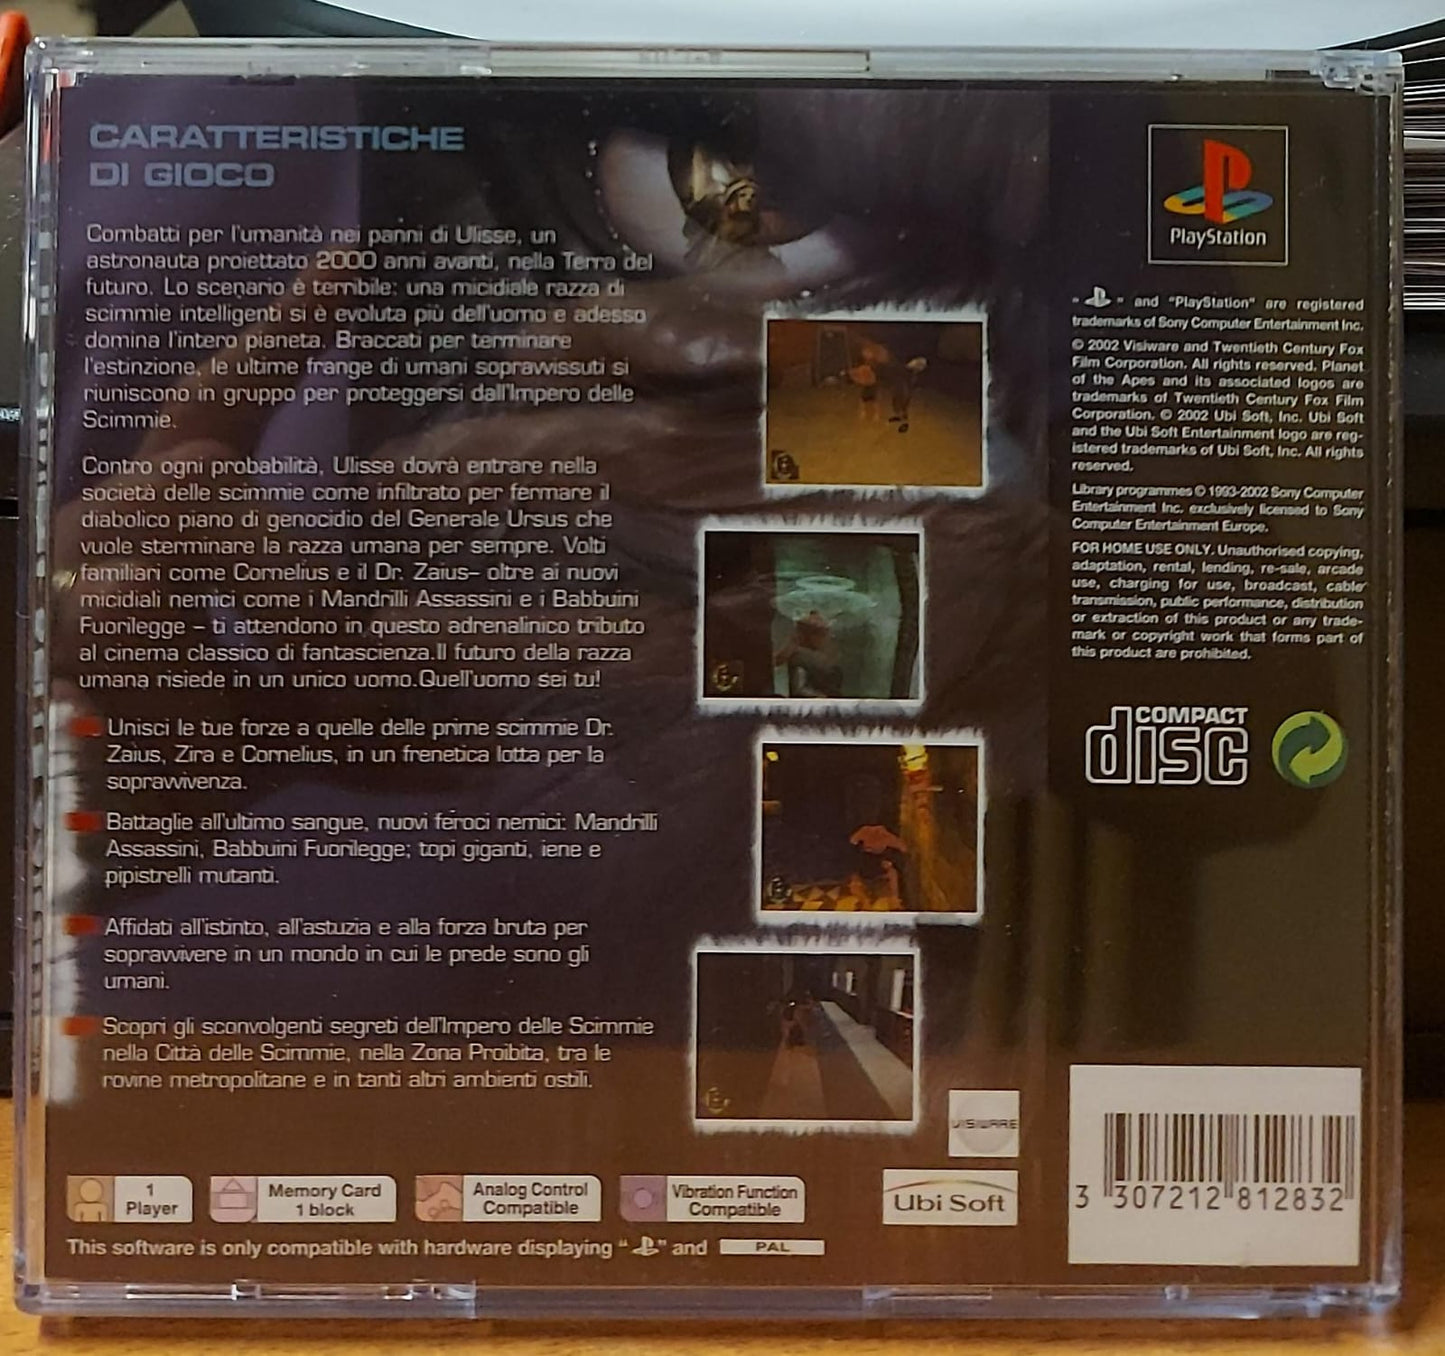 CARATTERISTICHE
DI GIOCO
Combatti per l'umanità nei panni di Ulisse, un
astronauta proiettato 2000 anni avanti, nella Terra del
futuro. Lo scenario è terribile: una micidiale razza di
scimmie intelligenti si è evoluta più dell'uomo e adesso
domina l'intero pianeta. Braccati per terminare
l'estinzione, le ultime frange di umani sopravvissuti si
riuniscono in gruppo per proteggersi dall'Impero delle
Scimmie.
Contro ogni probabilità, Ulisse dovrà entrare nella
società delle scimmie come infiltrato per fermare il
diabolico piano di genocidio del Generale Ursus che
vuole sterminare la razza umana per sempre. Volti
familiari come Cornelius e il Dr. Zaius– oltre ai nuovi
micidiali nemici come i Mandrilli Assassini e i Babbuini
Fuorilegge – ti attendono in questo adrenalinico tributo
al cinema classico di fantascienza.Il futuro della razza
umana risiede in un unico uomo.Quell'uomo sei tu!
Unisci le tue forze a quelle delle prime scimmie Dr.
Zaius, Zira e Cornelius, in un frenetica lotta per la
sopravvivenza.
Battaglie all'ultimo sangue, nuovi feroci nemici: Mandrilli
Assassini, Babbuini Fuorilegge; topi giganti, iene e
pipistrelli mutanti.
Affidati all'istinto, all'astuzia e alla forza bruta per
sopravvivere in un mondo in cui le prede sono gli
umani.
Scopri gli sconvolgenti segreti dell'Impero delle Scimmie
nella Città delle Scimmie, nella Zona Proibita, tra le
rovine metropolitane e in tanti altri ambienti ostili.
PlayStation
" " and "PlayStation" are registered
trademarks of Sony Computer Entertainment Inc.
© 2002 Visiware and Twentieth Century Fox
Film Corporation. All rights reserved. Planet
of the Apes and its associated logos are
trademarks of Twentieth Century Fox Film
Corporation. © 2002 Ubi Soft, Inc. Ubi Soft
and the Ubi Soft Entertainment logo are reg-
istered trademarks of Ubi Soft, Inc. All rights
reserved.
Library programmes © 1993-2002 Sony Computer
Entertainment Inc. exclusively licensed to Sony
Computer Entertainment Europe.
FOR HOME USE ONLY. Unauthorised copying,
adaptation, rental, lending, re-sale, arcade
use, charging for use, broadcast, cable
transmission, public performance, distribution
or extraction of this product or any trade-
mark or copyright work that forms part of
this product are prohibited.
COMPACT
disc
VISIWARE
Ubi Soft
1
Player
Memory Card
1 block
Analog Control
Compatible
Vibration Function
Compatible
This software is only compatible with hardware displaying " " and PAL
3 307212 812832